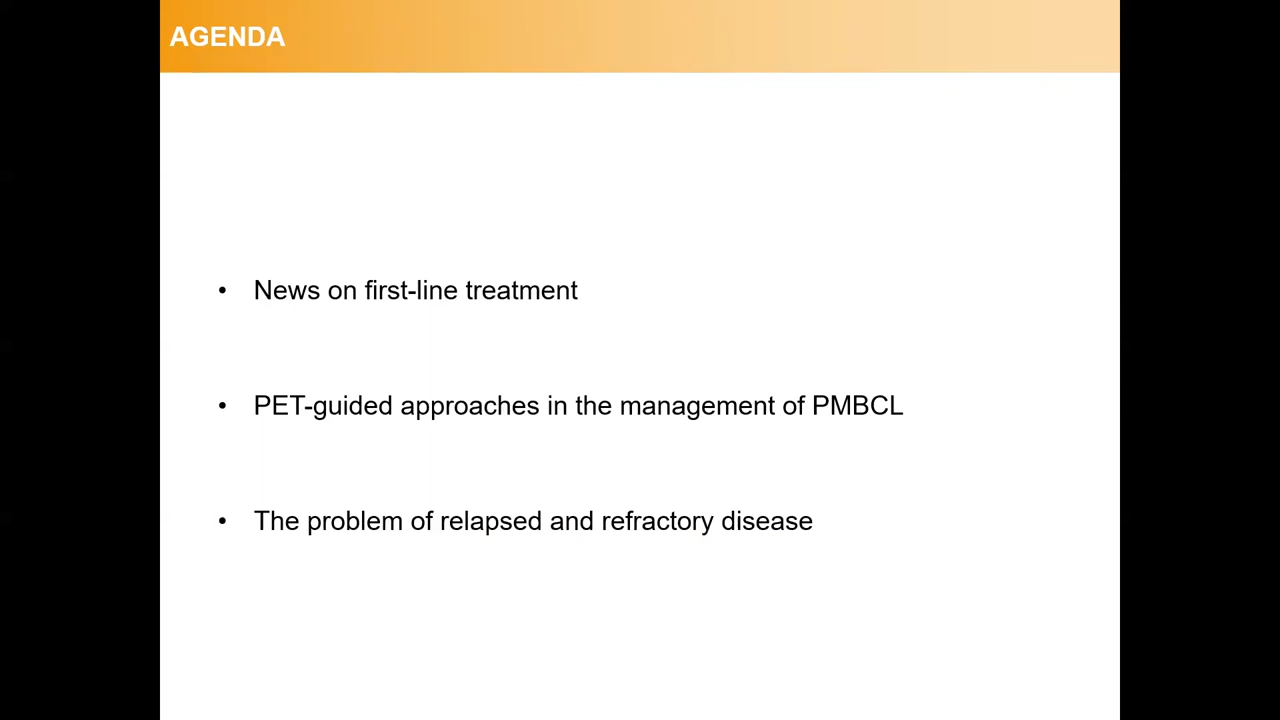 AGENDA
• News on first-line treatment
• PET-guided approaches in the management of PMBCL
• The problem of relapsed and refractory disease